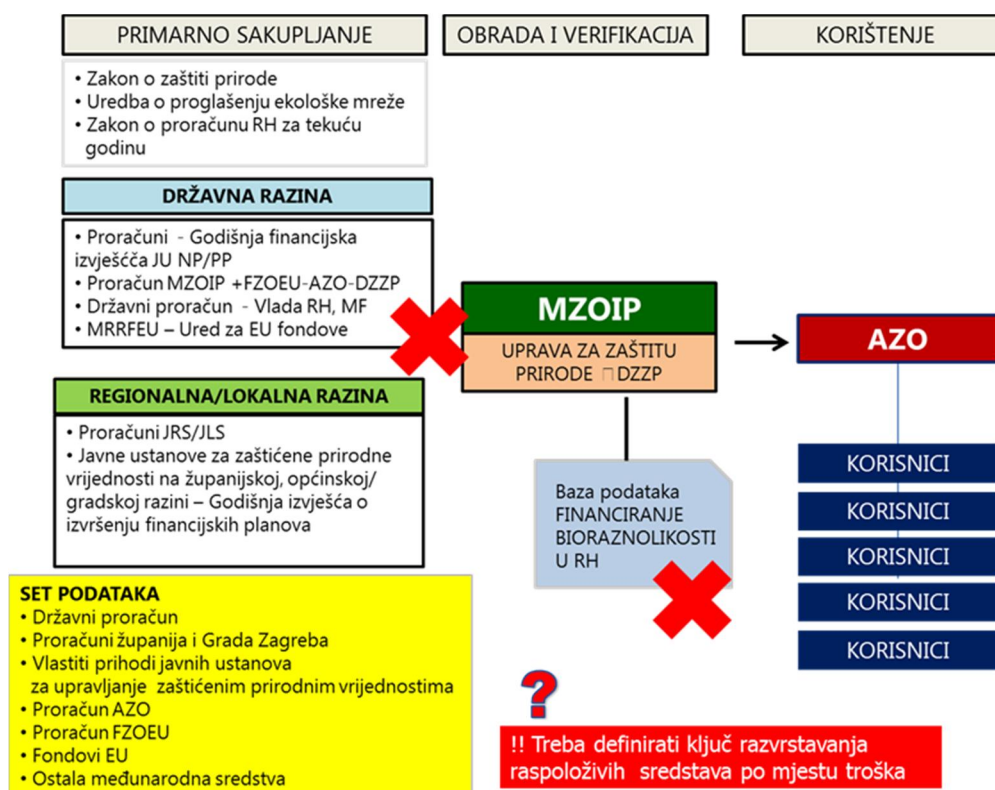 PRIMARNO SAKUPLJANJE
• Zakon o zaštiti prirode
• Uredba o proglašenju ekološke mreže
• Zakon o proračunu RH za tekuću
godinu
DRŽAVNA RAZINA
• Proračuni - Godišnja financijska
izvješćča JU NP/PP
• Proračun MZOIP +FZOEU-AZO-DZZP
• Državni proračun - Vlada RH, MF
• MRRFEU – Ured za EU fondove
REGIONALNA/LOKALNA RAZINA
• Proračuni JRS/JLS
• Javne ustanove za zaštićene prirodne
vrijednosti na županijskoj, općinskoj/
gradskoj razini – Godišnja izvješća o
izvršenju financijskih planova
SET PODATAKA
• Državni proračun
• Proračuni županija i Grada Zagreba
• Vlastiti prihodi javnih ustanova
za upravljanje zaštićenim prirodnim vrijednostima
• Proračun AZO
• Proračun FZOEU
• Fondovi EU
• Ostala međunarodna sredstva
OBRADA I VERIFIKACIJA
MZOIP
UPRAVA ZA ZAŠTITU
PRIRODE □DZZP
Baza podataka
FINANCIRANJE
BIORAZNOLIKOSTI
U RH
?
!! Treba definirati ključ razvrstavanja
raspoloživih sredstava po mjestu troška
KORIŠTENJE
AZO
KORISNICI
KORISNICI
KORISNICI
KORISNICI
KORISNICI